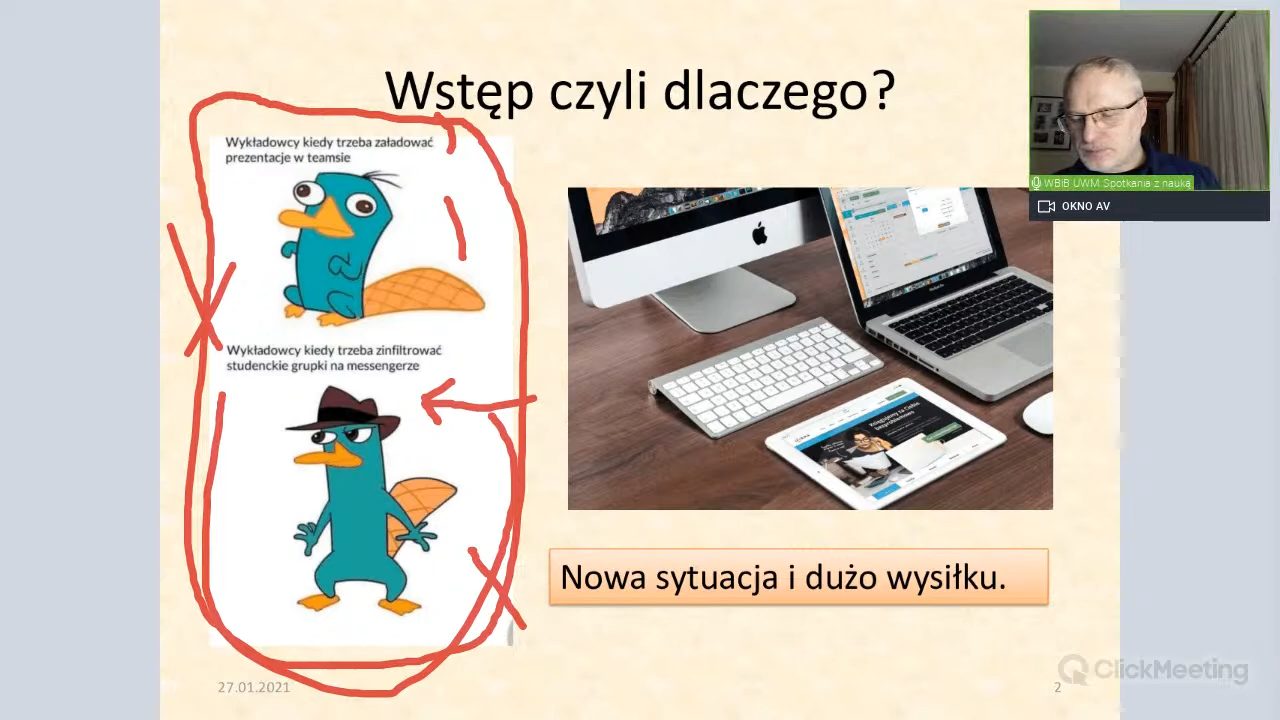 Wstęp czyli dlaczego?
Wykładowcy kiedy trzeba załadować
prezentacje w teamsie
Wykładowcy kiedy trzeba zinfiltrować
studenckie grupki na messengerze
WBiB UWM Spotkania z nauką
OKNO AV
Nowa sytuacja i dużo wysiłku.
27.01.2021
2
ClickMeeting